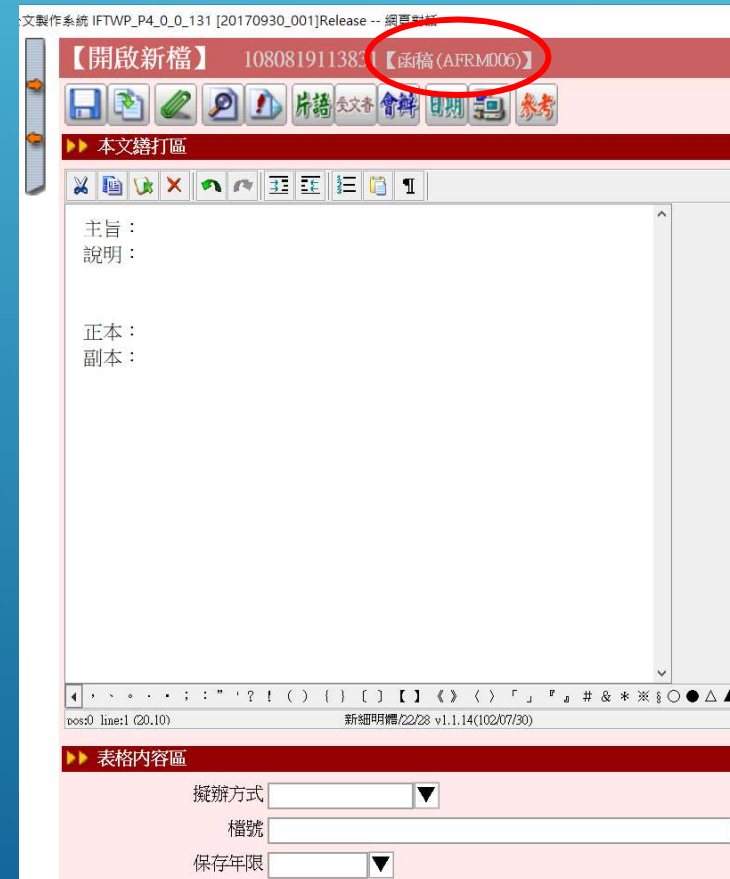 文製作系統 IFTWP_P4_0_0_131 [20170930_001]Release -- 網頁對話
【開啟新檔】 1080819113831【函稿(AFRM006)】
片語 受文者 會辦 日期 參考
本文繕打區
主旨：
說明：
正本：
副本：
，、。．・；：”’？！（）｛｝〔〕【】《》〈〉「」『』＃＆＊※§○●△▲
pos:0 line:1 (20.10) 新細明體/22/28 v1.1.14(102/07/30)
表格內容區
擬辦方式
檔號
保存年限